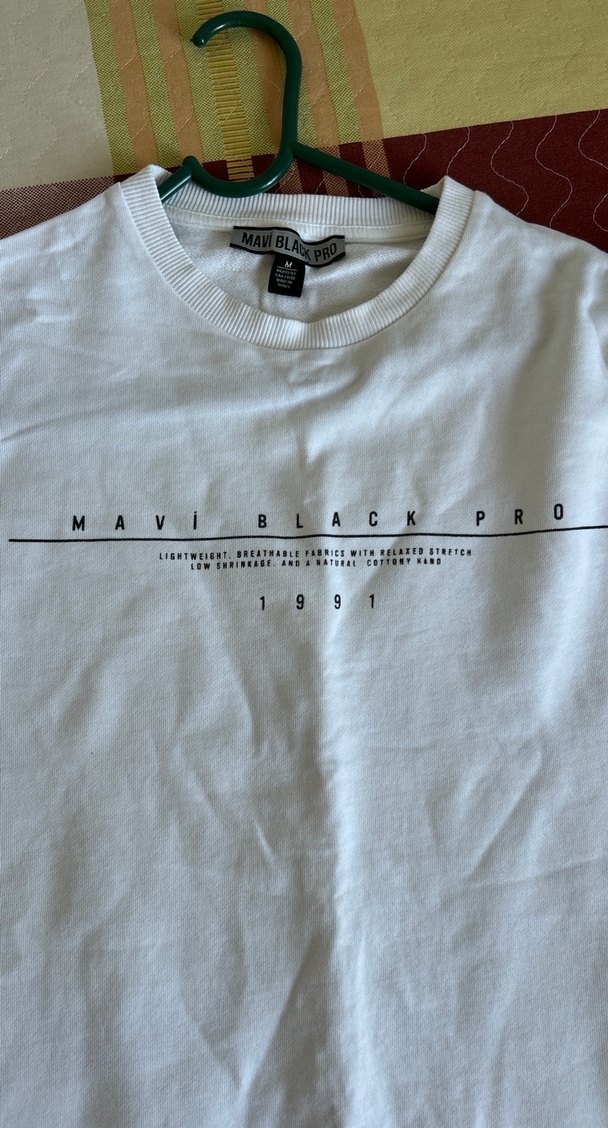 MAVİ BLACK PRO
M
MAVİ BLACK PRO
LIGHTWEIGHT, BREATHABLE FABRICS WITH RELAXED STRETCH
LOW SHRINKAGE, AND A NATURAL COTTONY HAND
1991